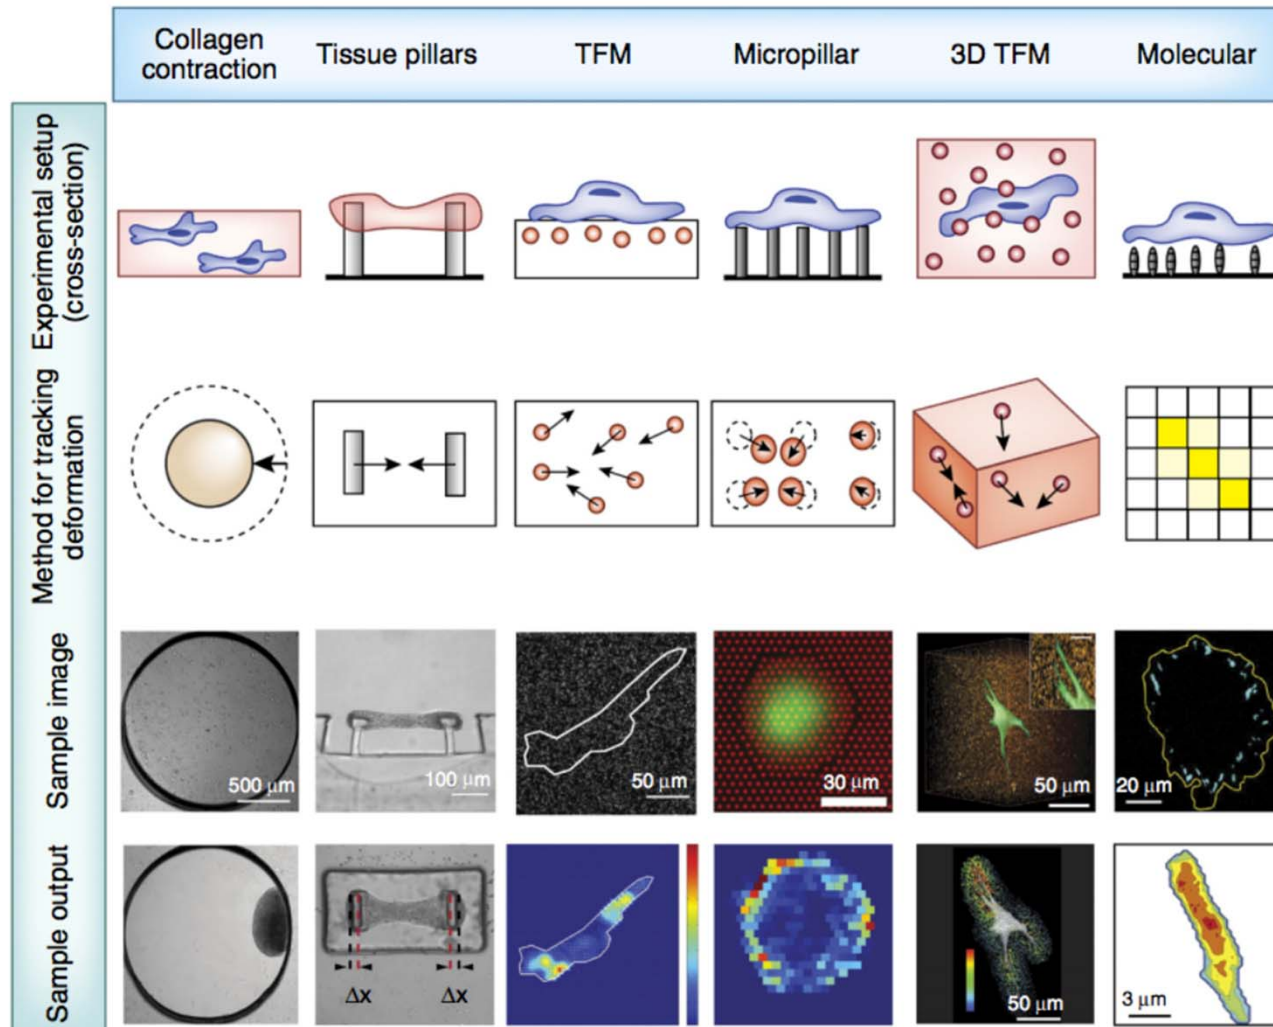 Collagen
contraction
Tissue pillars
TFM
Micropillar
3D TFM
Molecular
Experimental setup
(cross-section)
Method for tracking
deformation
Sample image
500 μm
100 μm
50 μm
30 μm
50 μm
20 μm
Sample output
Δx
Δx
50 μm
3 μm